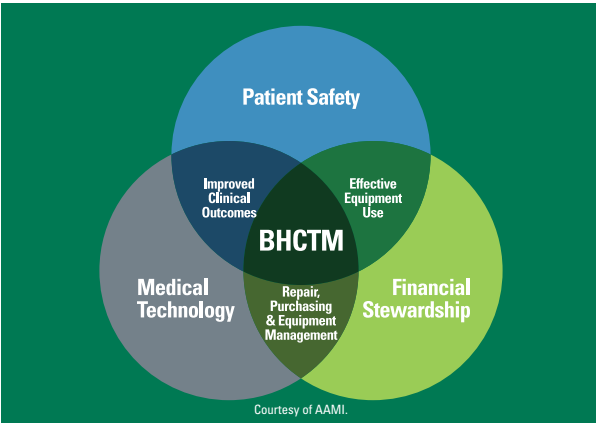 Patient Safety
Improved
Clinical
Outcomes
Effective
Equipment
Use
BHCTM
Medical
Technology
Repair,
Purchasing
& Equipment
Management
Financial
Stewardship
Courtesy of AAMI.